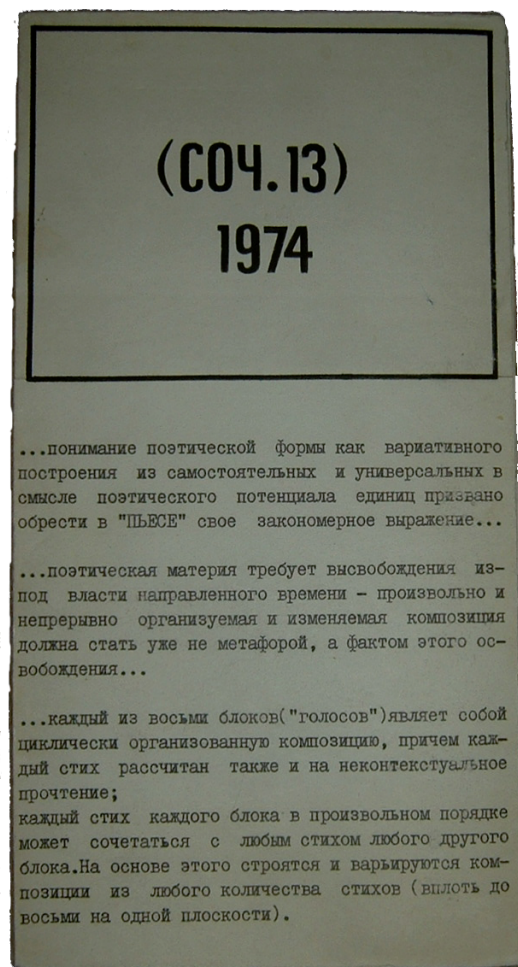 (СОЧ.13)
1974
...понимание поэтической формы как вариативного
построения из самостоятельных и универсальных в
смысле поэтического потенциала единиц призвано
обрести в "ПЬЕСЕ" свое закономерное выражение...
...поэтическая материя требует высвобождения из-
под власти направленного времени - произвольно и
непрерывно организуемая и изменяемая композиция
должна стать уже не метафорой, а фактом этого ос-
вобождения...
...каждый из восьми блоков("голосов")являет собой
циклически организованную композицию, причем каж-
дый стих рассчитан также и на неконтекстуальное
прочтение;
каждый стих каждого блока в произвольном порядке
может сочетаться с любым стихом любого другого
блока.На основе этого строятся и варьируются ком-
позиции из любого количества стихов (вплоть до
восьми на одной плоскости).